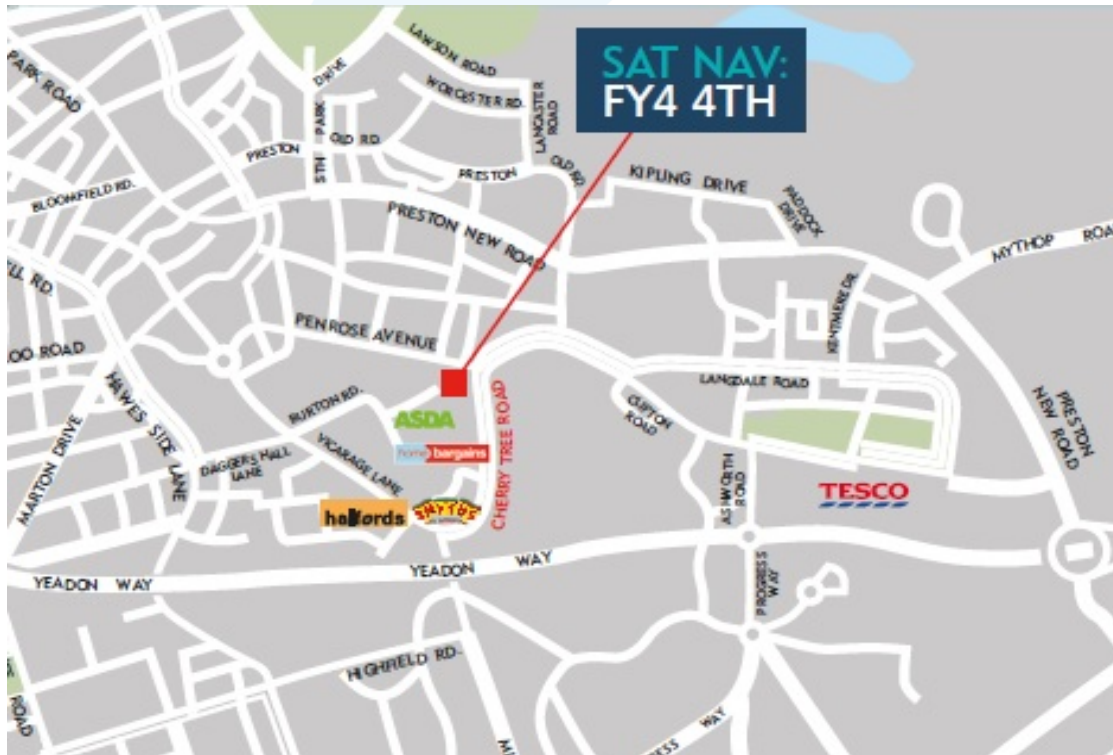 LAWSON ROAD
PARK ROAD
WORCESTER RD.
DRIVE
STH PARK
LANCASTER
ROAD
SAT NAV:
FY4 4TH
PRESTON
OLD RD.
PRESTON
OLD RD.
KIPLING DRIVE
PADDOCK
DRIVE
BLOOMFIELD RD.
PRESTON NEW ROAD
MYTHOP ROA
RD.
PENROSE AVENUE
KENTMERE DR.
OO ROAD
HAWES SIDE LANE
MARTON DRIVE
BURTON RD.
ASDA
LANGDALE ROAD
CLIFTON
ROAD
PRESTON
NEW ROAD
CHERRY TREE ROAD
VICARAGE LANE
DAGGERS HALL
LANE
home bargains
halfords
SMYTHS
ASHWORTH
ROAD
TESCO
YEADON WAY
YEADON WAY
PROGRESS
WAY
HIGHFIELD RD.
ROAD
ESS WAY